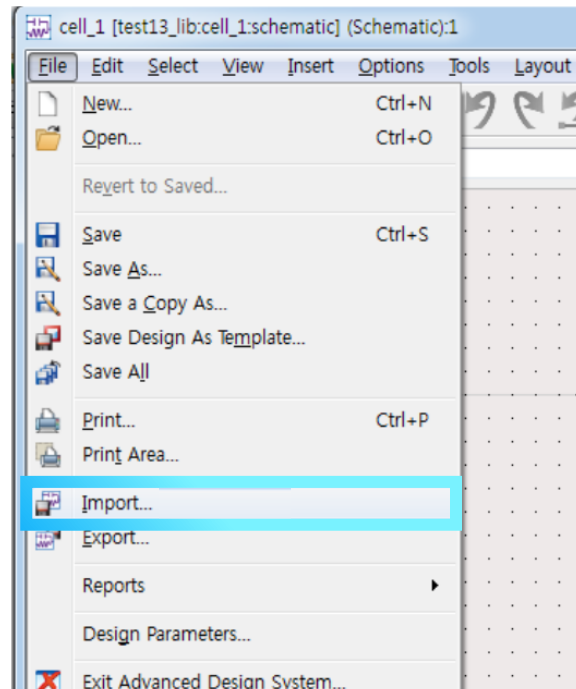 cell_1 [test13_lib:cell_1:schematic] (Schematic):1
File Edit Select View Insert Options Tools Layout
New... Ctrl+N
Open... Ctrl+O
Revert to Saved...
Save Ctrl+S
Save As...
Save a Copy As...
Save Design As Template...
Save All
Print... Ctrl+P
Print Area...
Import...
Export...
Reports
Design Parameters...
Exit Advanced Design System...